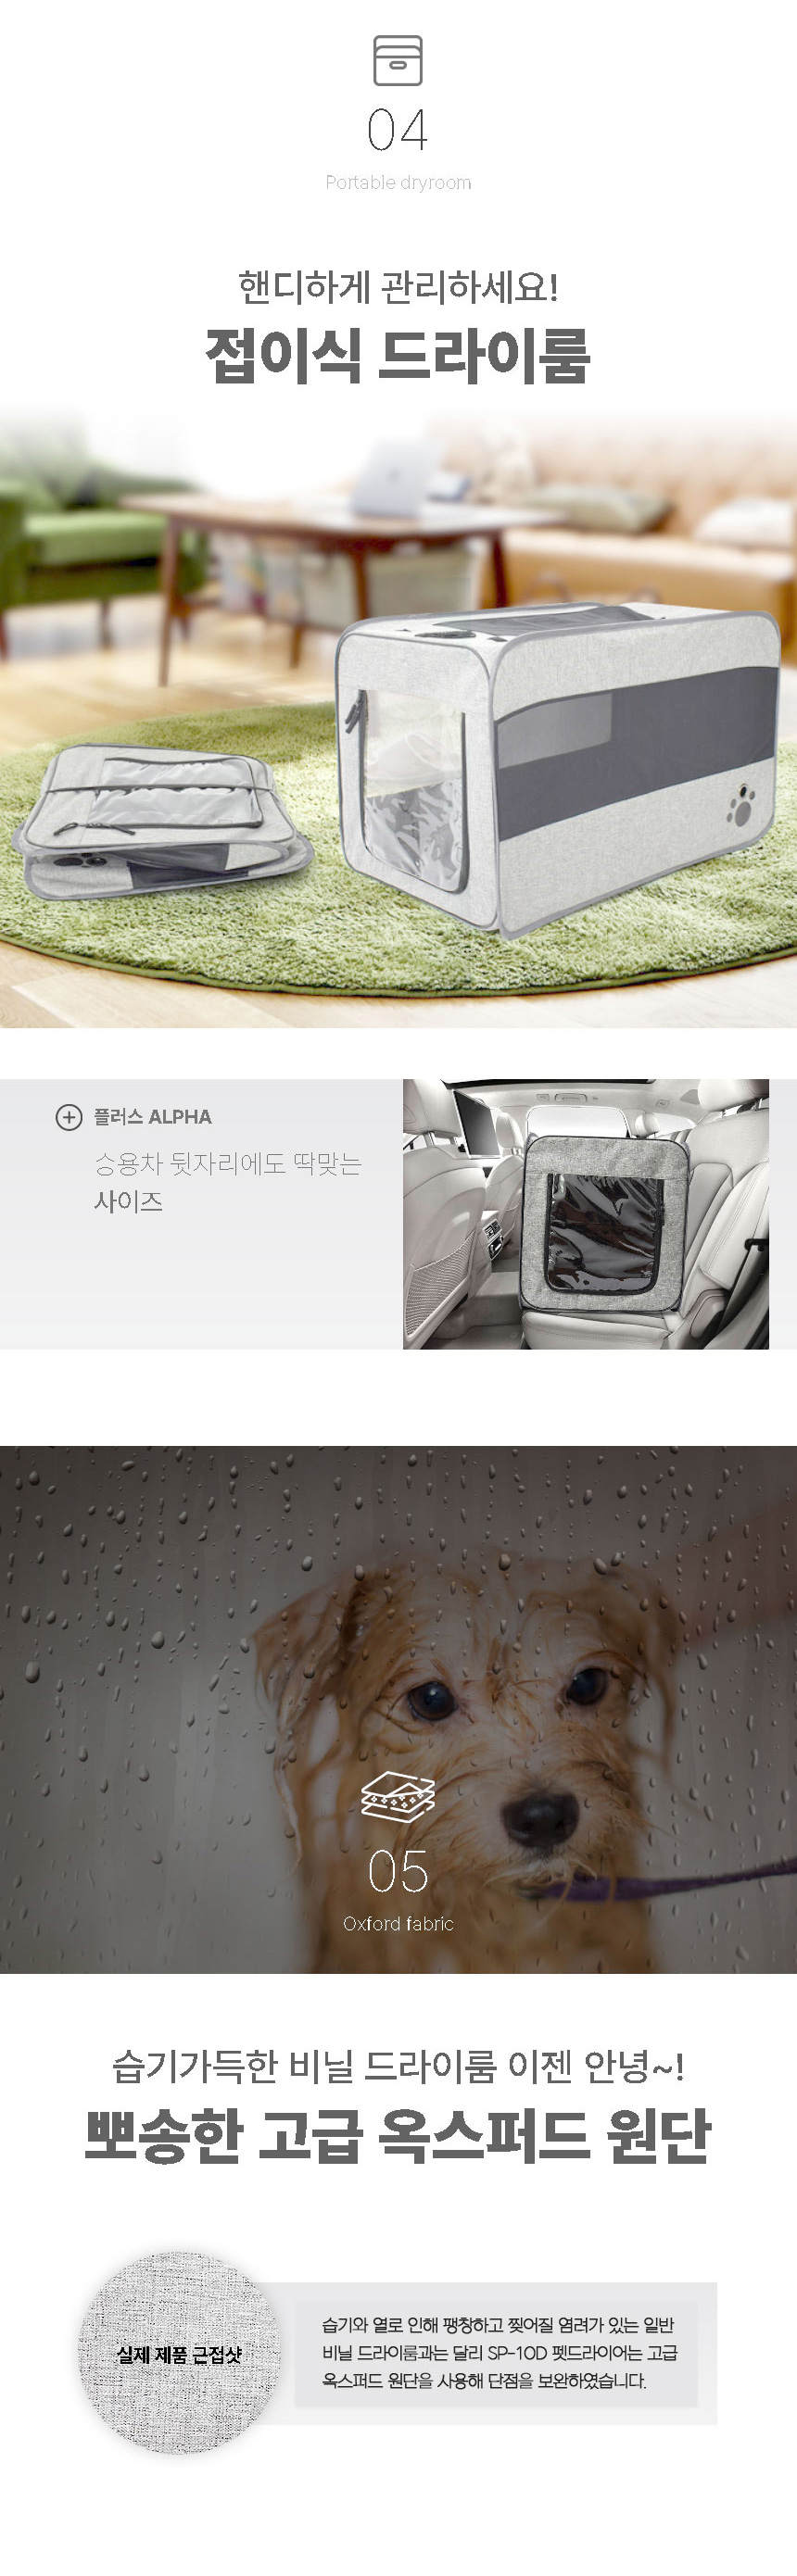 04
Portable dryroom
핸디하게 관리하세요!
접이식 드라이룸
플러스 ALPHA
승용차 뒷자리에도 딱맞는
사이즈
05
Oxford fabric
습기가득한 비닐 드라이룸 이젠 안녕~!
뽀송한 고급 옥스퍼드 원단
실제 제품 근접샷
습기와 열로 인해 팽창하고 찢어질 염려가 있는 일반
비닐 드라이룸과는 달리 SP-10D 펫드라이어는 고급
옥스퍼드 원단을 사용해 단점을 보완하였습니다.